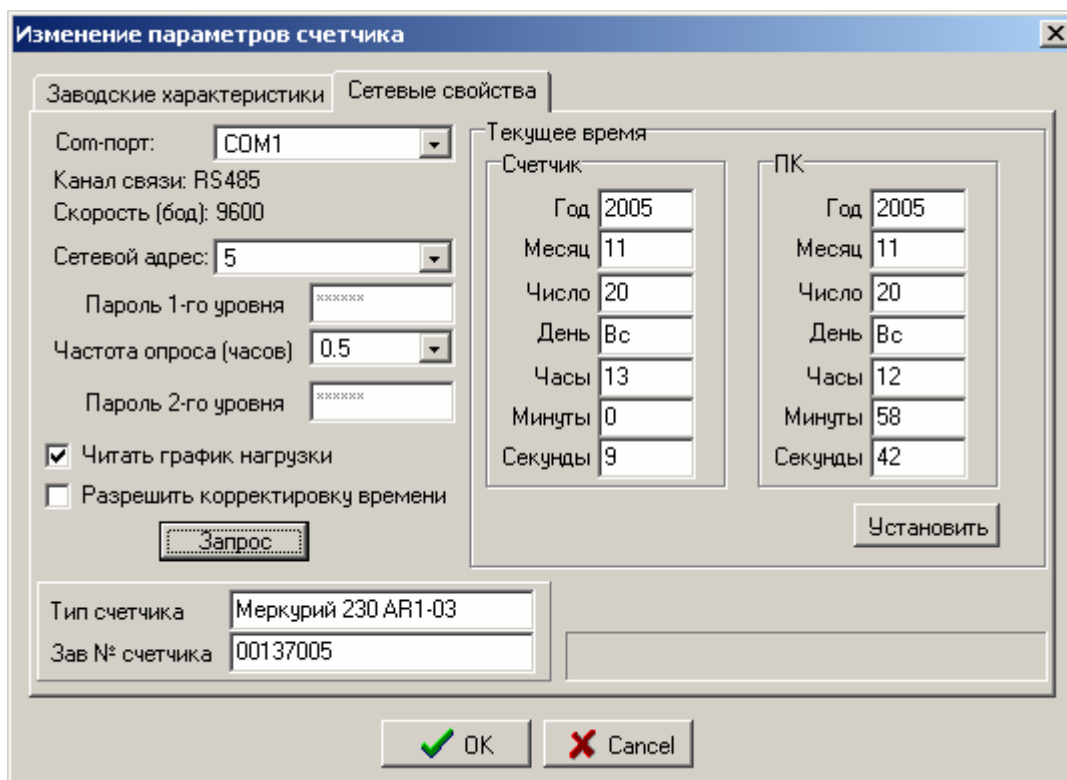 Изменение параметров счетчика
Заводские характеристики
Сетевые свойства
Com-порт: COM1
Канал связи: RS485
Скорость (бод): 9600
Сетевой адрес: 5
Пароль 1-го уровня ××××××
Частота опроса (часов) 0.5
Пароль 2-го уровня ××××××
Читать график нагрузки
Разрешить корректировку времени
Запрос
Текущее время
Счетчик
Год 2005
Месяц 11
Число 20
День Вс
Часы 13
Минуты 0
Секунды 9
ПК
Год 2005
Месяц 11
Число 20
День Вс
Часы 12
Минуты 58
Секунды 42
Установить
Тип счетчика Меркурий 230 AR1-03
Зав № счетчика 00137005
OK
Cancel